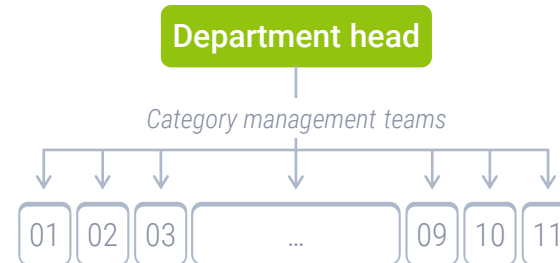 Department head
Category management teams
01 02 03 ... 09 10 11